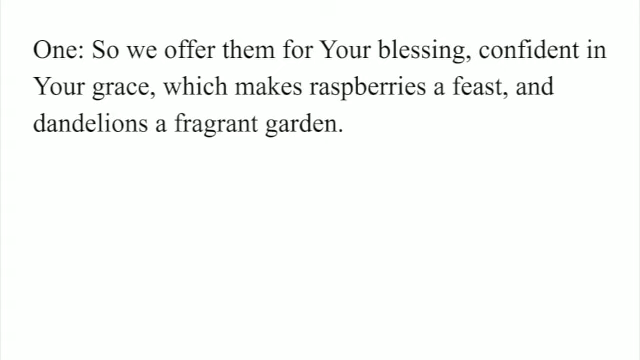 One: So we offer them for Your blessing, confident in
Your grace, which makes raspberries a feast, and
dandelions a fragrant garden.